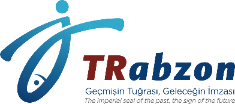 TRabzon
Geçmişin Tuğrası, Geleceğin İmzası
The imperial seal of the past, the sign of the future